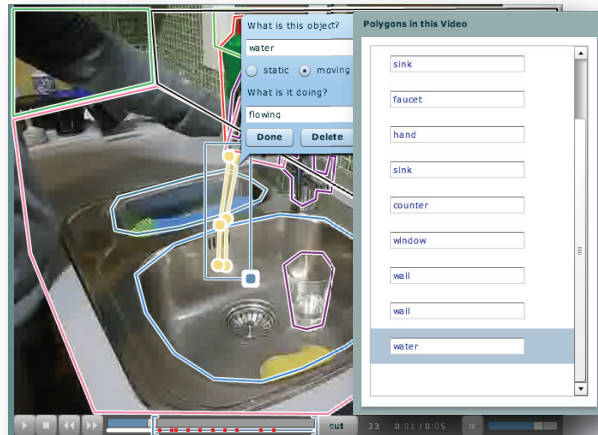 What is this object?
water
static moving
What is it doing?
flowing
Done Delete
Polygons in this Video
sink
faucet
hand
sink
counter
window
wall
wall
water
cut 33 0:01 / 0:05